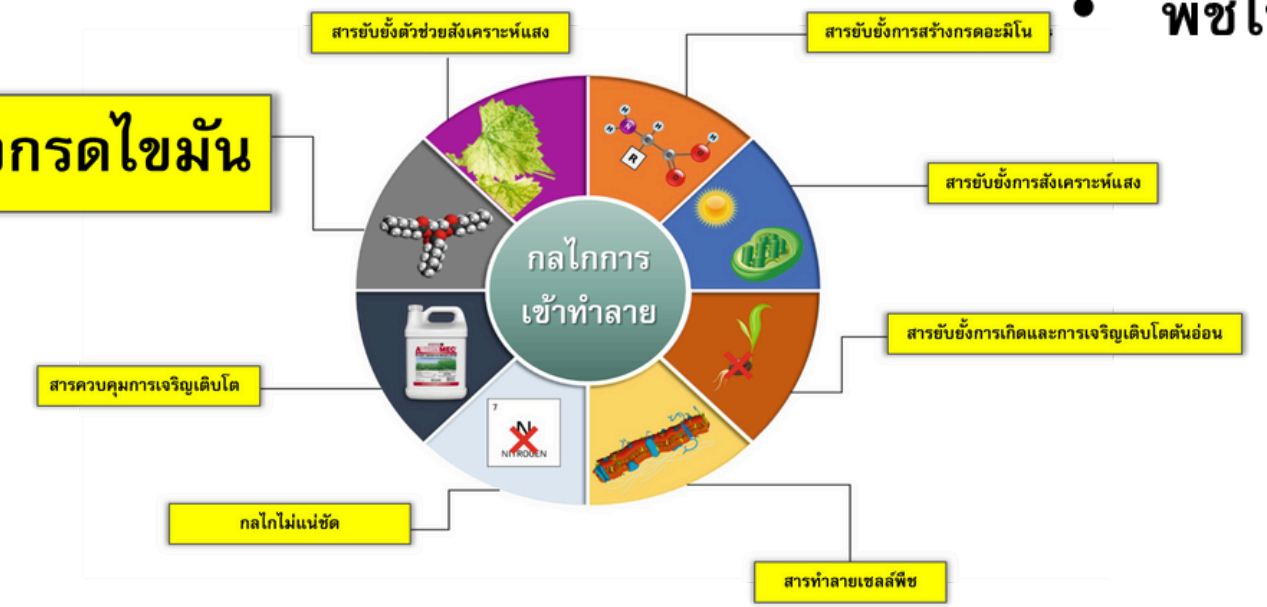 สารยับยั้งตัวช่วยสังเคราะห์แสง
สารยับยั้งการสร้างกรดอะมิโน
กรดไขมัน
สารยับยั้งการสังเคราะห์แสง
กลไกการ
เข้าทำลาย
สารยับยั้งการเกิดและการเจริญเติบโตต้นอ่อน
สารควบคุมการเจริญเติบโต
7
N
NITROGEN
กลไกไม่แน่ชัด
สารทำลายเซลล์พืช
H
H
N
H
C
R
C
H